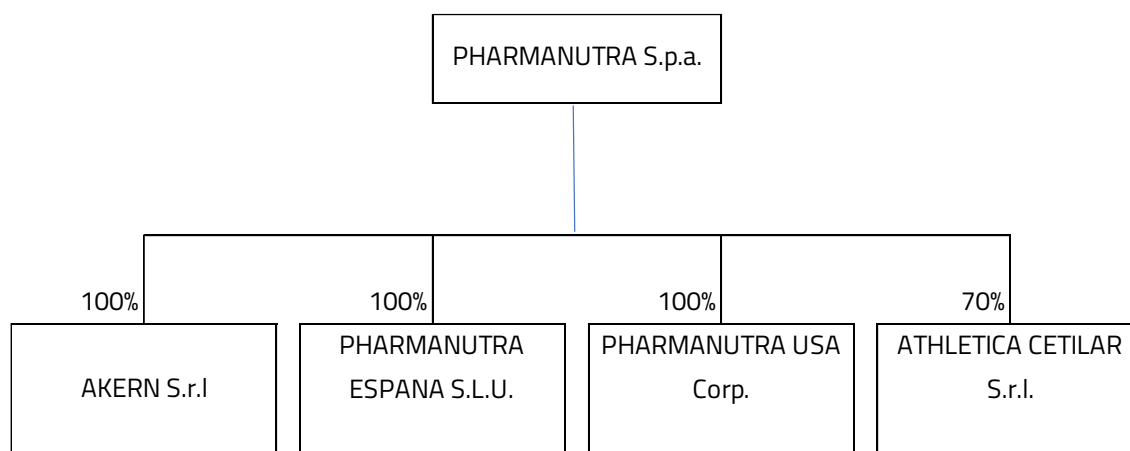 PHARMANUTRA S.p.a.
100%
100%
100%
70%
AKERN S.r.l
PHARMANUTRA
ESPANA S.L.U.
PHARMANUTRA USA
Corp.
ATHLETICA CETILAR
S.r.l.